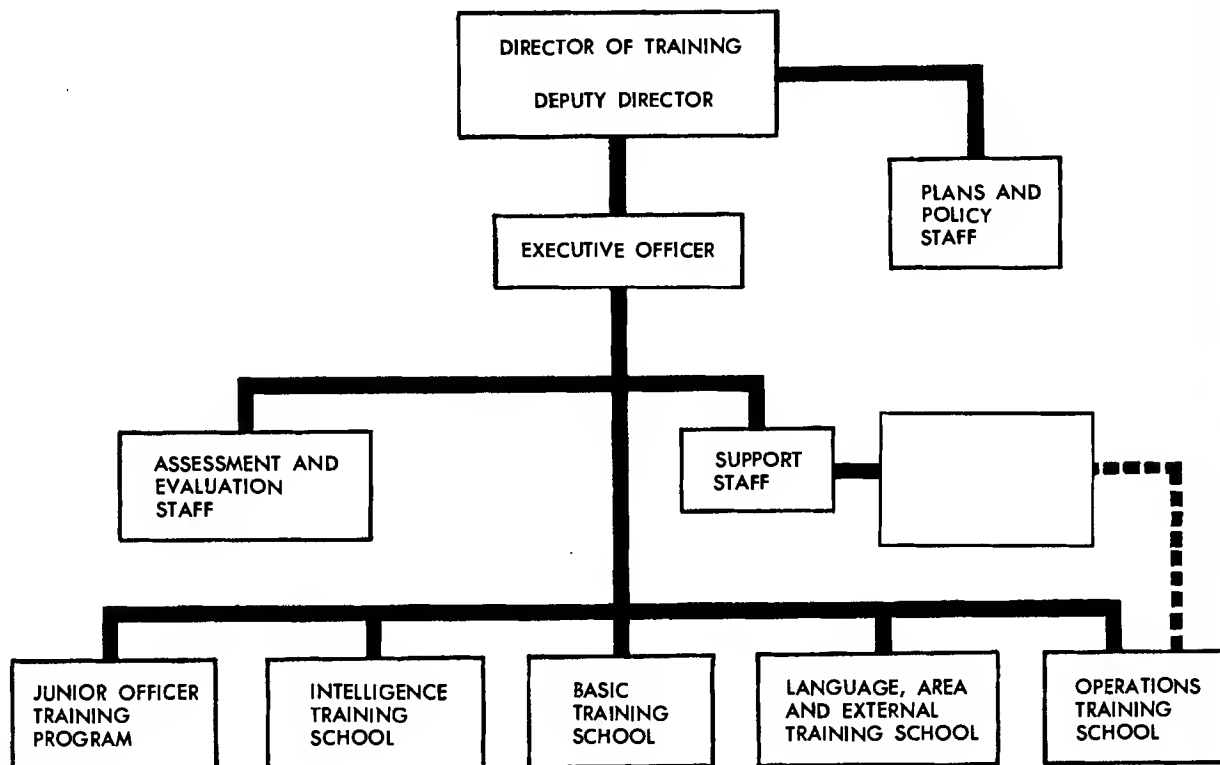 DIRECTOR OF TRAINING
DEPUTY DIRECTOR
PLANS AND
POLICY
STAFF
EXECUTIVE OFFICER
ASSESSMENT AND
EVALUATION
STAFF
SUPPORT
STAFF
JUNIOR OFFICER
TRAINING
PROGRAM
INTELLIGENCE
TRAINING
SCHOOL
BASIC
TRAINING
SCHOOL
LANGUAGE, AREA
AND EXTERNAL
TRAINING SCHOOL
OPERATIONS
TRAINING
SCHOOL